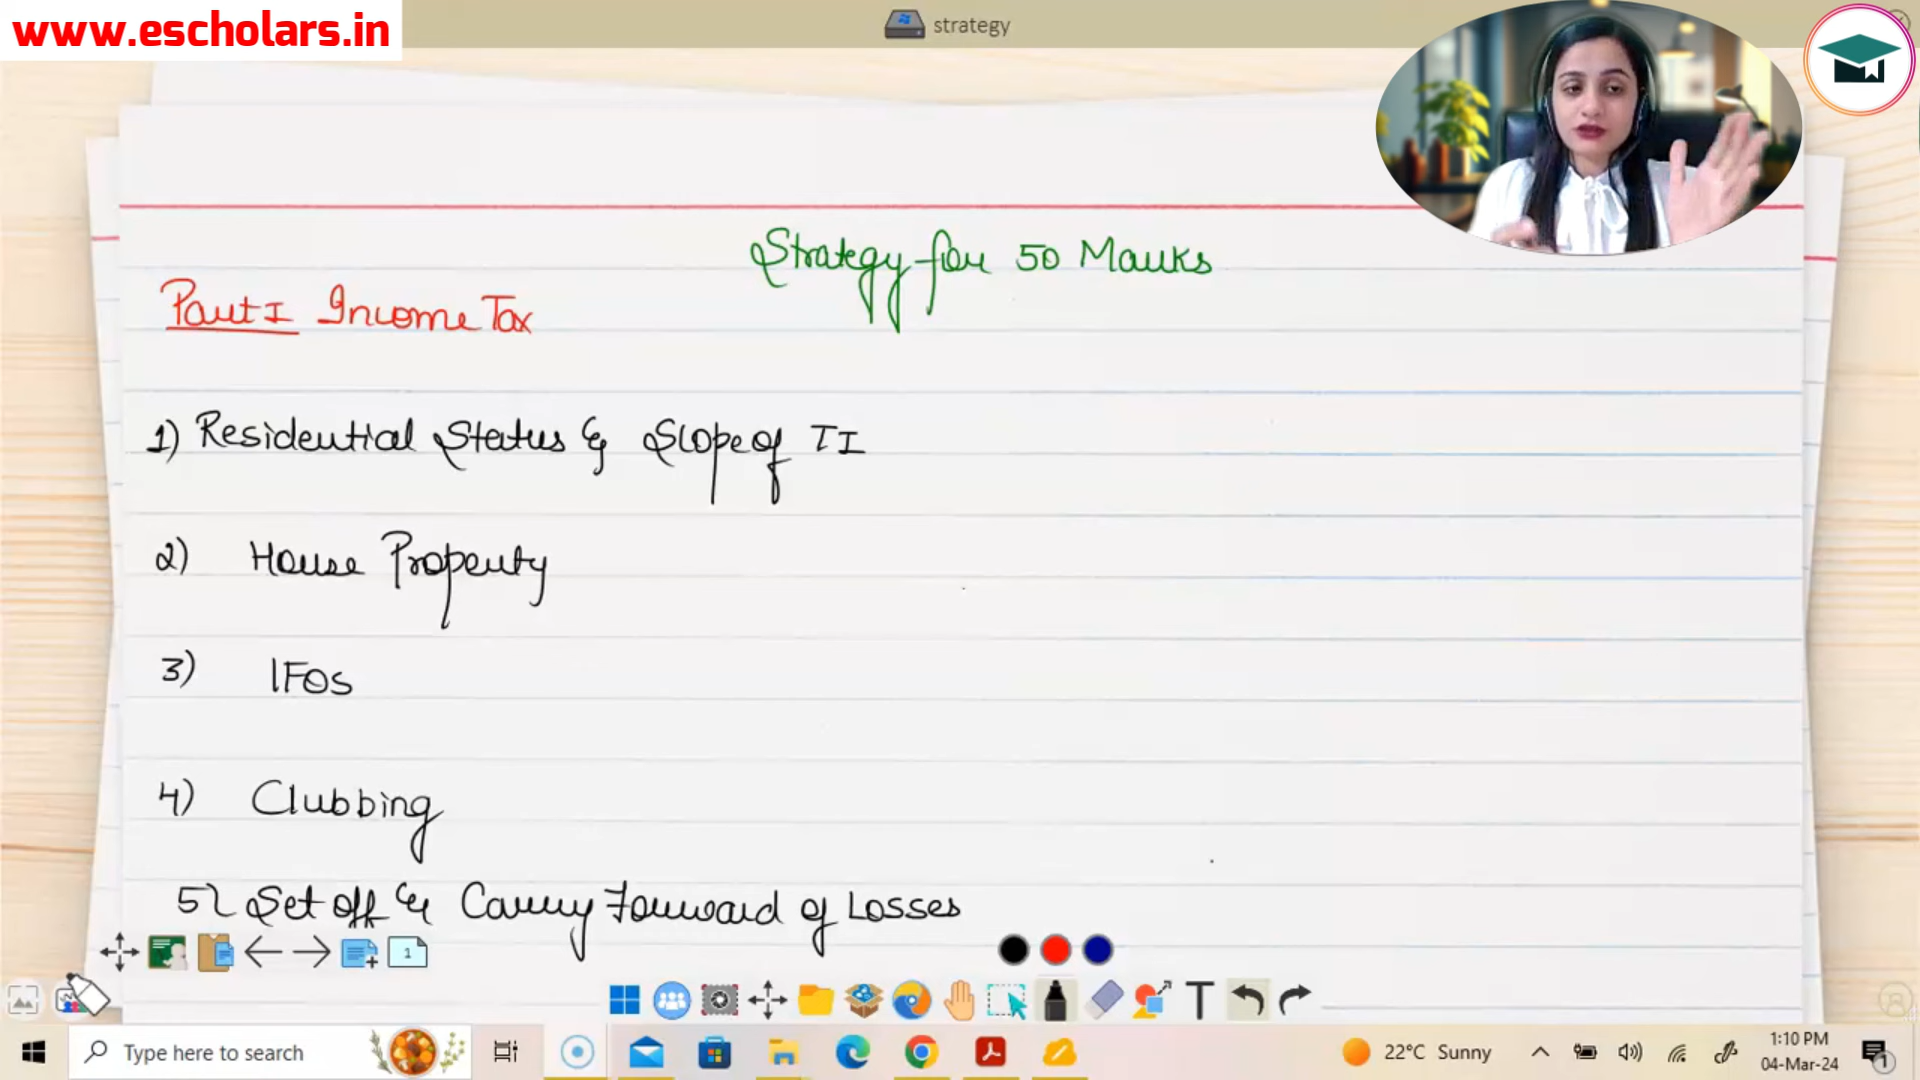 www.escholars.in
strategy
Strategy for 50 Marks
Part I Income Tax
1) Residential Status & Scope of TI
2) House Property
3) IFOS
4) Clubbing
5) Set off & Carry Forward of Losses
1
T
Type here to search
22°C Sunny
1:10 PM
04-Mar-24
1